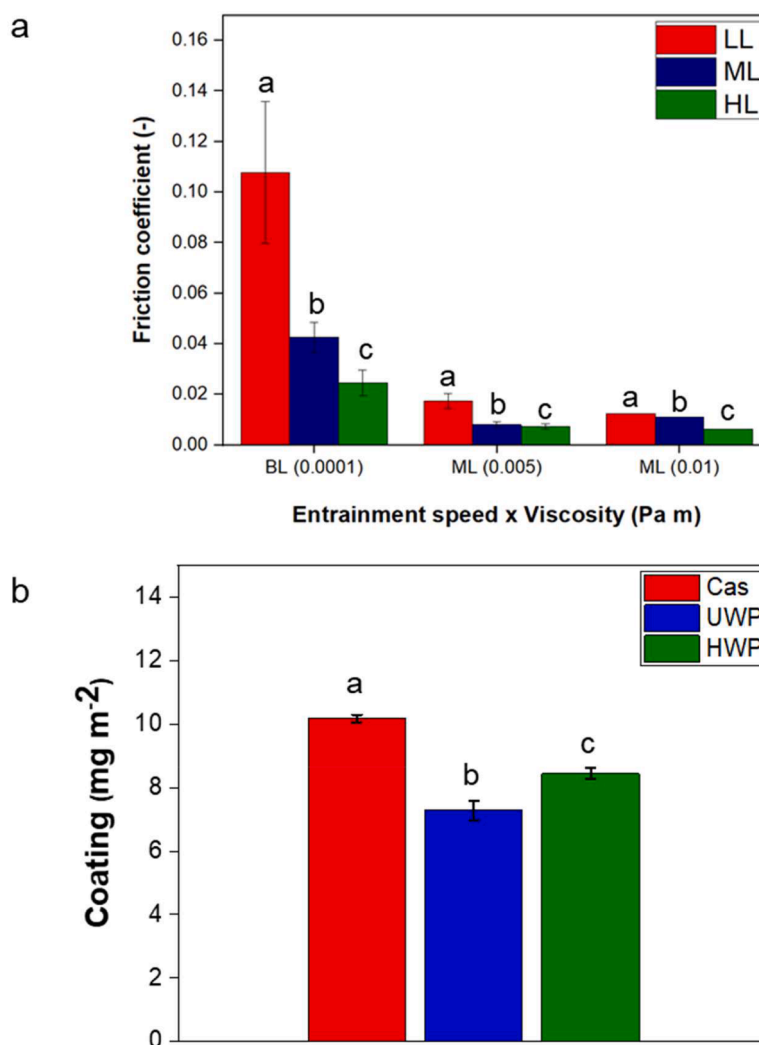 a
0.16
0.14
0.12
0.10
0.08
0.06
0.04
0.02
0.00
Friction coefficient (-)
LL
ML
HL
a
b
c
a
b
c
a
b
c
BL (0.0001)
ML (0.005)
ML (0.01)
Entrainment speed x Viscosity (Pa m)
b
14
12
10
8
6
4
2
0
Coating (mg m⁻²)
Cas
UWP
HWP
a
b
c